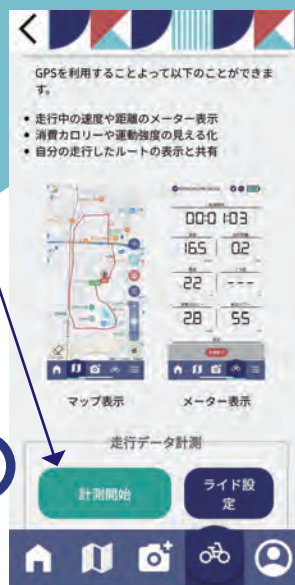 GPSを利用することによって以下のことができま
す。
• 走行中の速度や距離のメーター表示
• 消費カロリーや運動強度の見える化
• 自分の走行したルートの表示と共有
00:01:03
16.5
0.2
22
---
28
55
マップ表示
メーター表示
走行データ計測
計測開始
ライド設
定